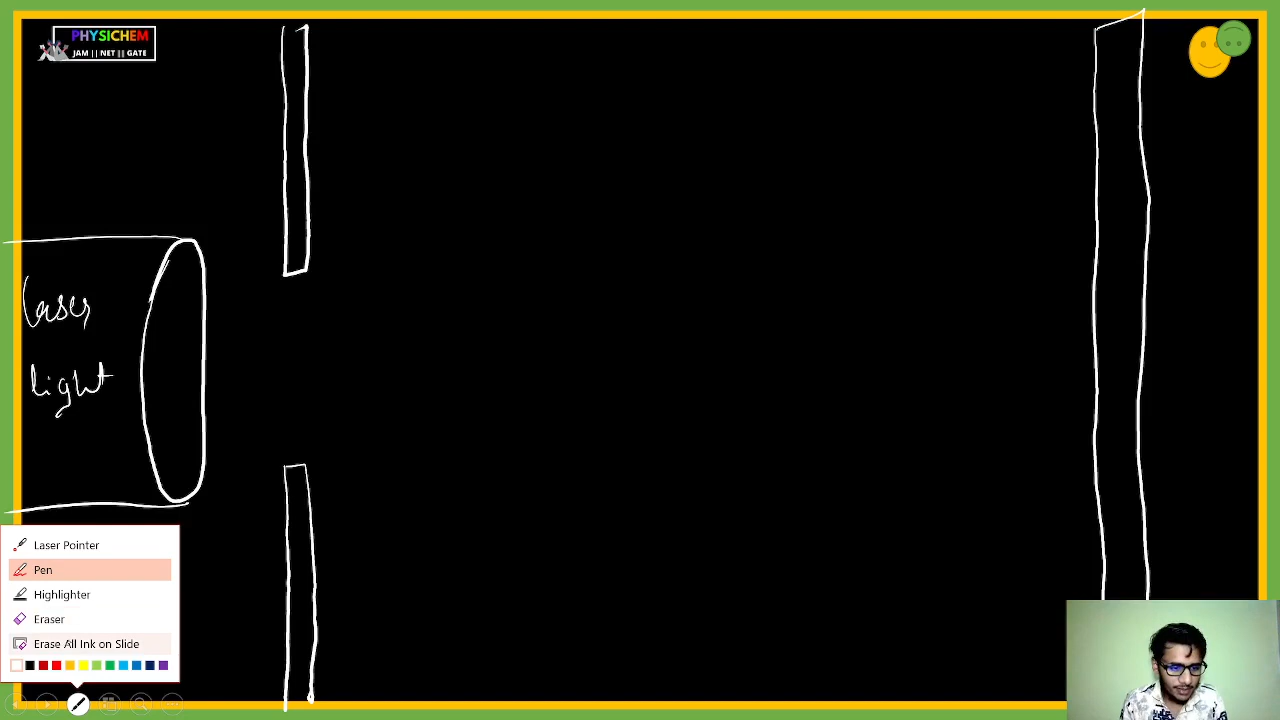 PHYSICHEM
JAM || NET || GATE
Laser
light
Laser Pointer
Pen
Highlighter
Eraser
Erase All Ink on Slide